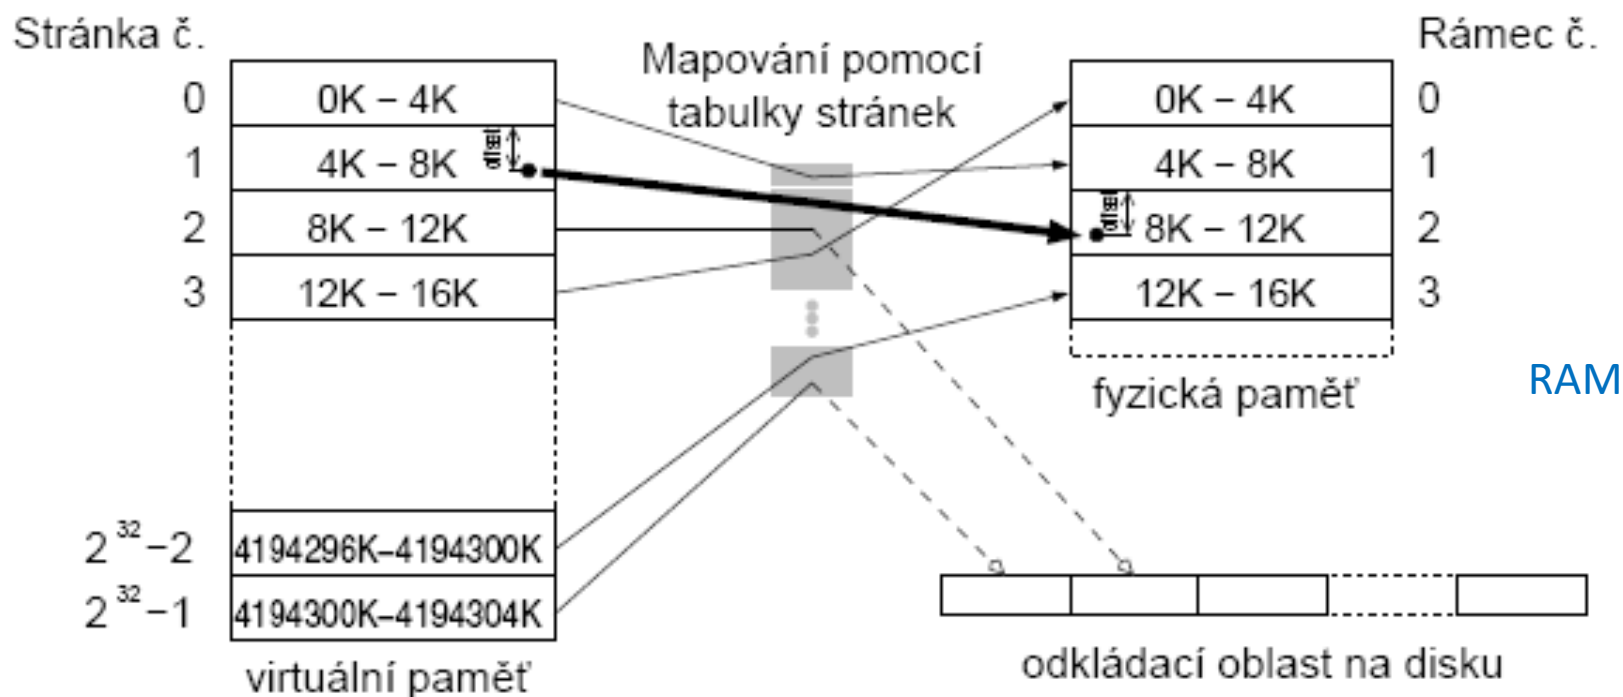 Stránka č.
0
0K – 4K
1
4K – 8K
offset
2
8K – 12K
3
12K – 16K
2³²–2
4194296K–4194300K
2³²–1
4194300K–4194304K
virtuální paměť
Mapování pomocí
tabulky stránek
Rámec č.
0K – 4K
0
4K – 8K
1
offset
8K – 12K
2
12K – 16K
3
fyzická paměť
RAM
odkládací oblast na disku